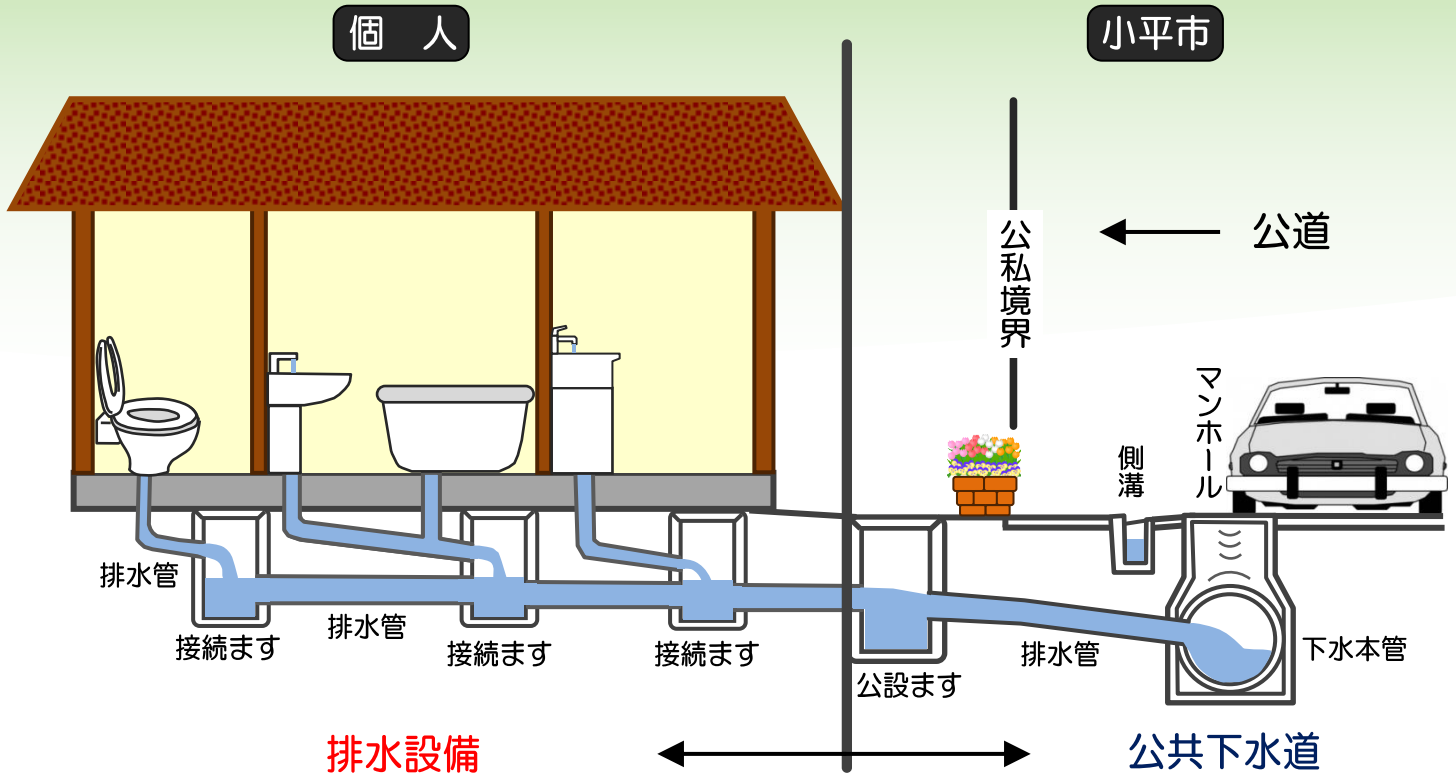 個　人
小平市
公私境界
公道
マンホール
側溝
排水管
接続ます
排水管
接続ます
接続ます
公設ます
排水管
下水本管
排水設備
公共下水道